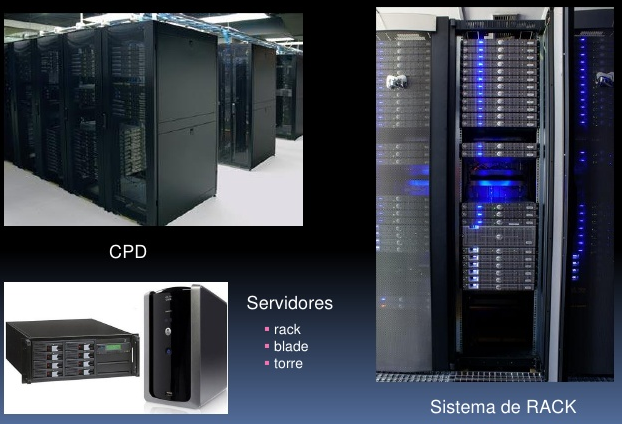 CPD
Servidores
rack
blade
torre
Sistema de RACK